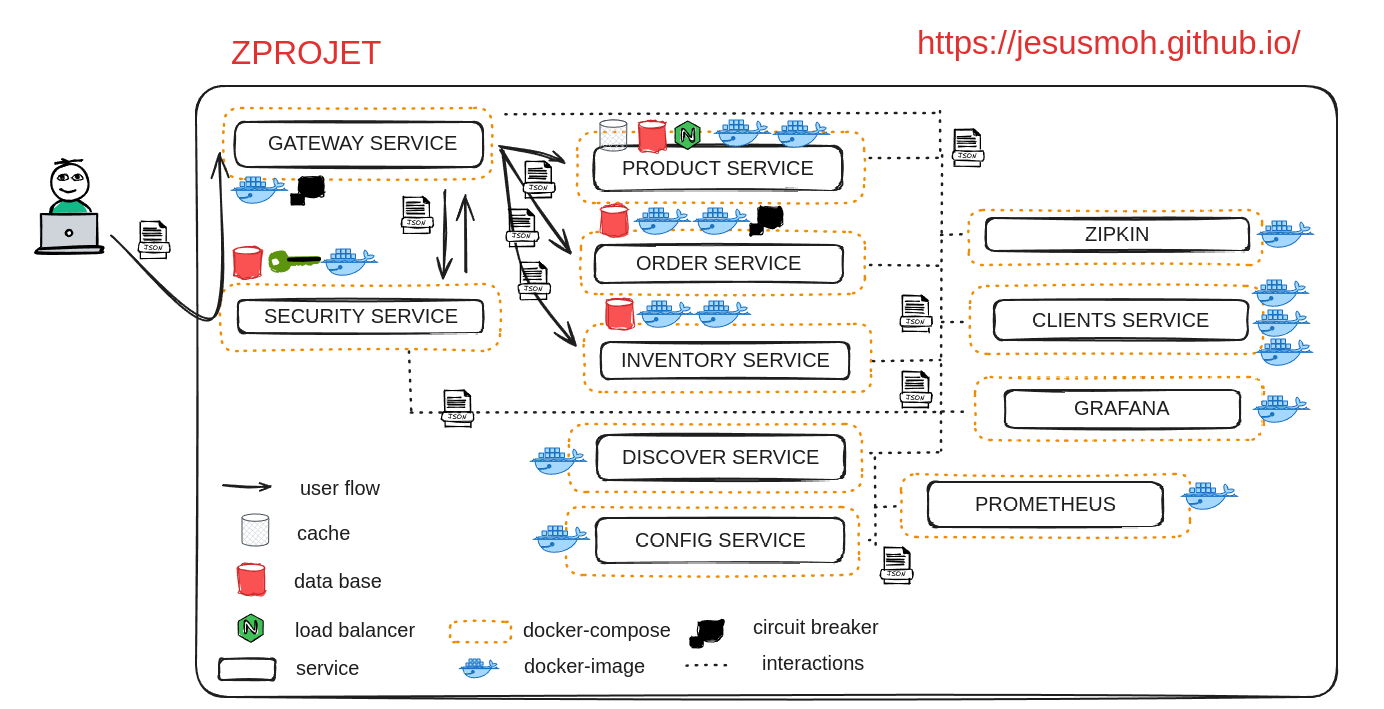 ZPROJET
https://jesusmoh.github.io/
GATEWAY SERVICE
JSON
PRODUCT SERVICE
JSON
JSON
JSON
JSON
JSON
ORDER SERVICE
ZIPKIN
JSON
SECURITY SERVICE
JSON
CLIENTS SERVICE
INVENTORY SERVICE
JSON
JSON
GRAFANA
DISCOVER SERVICE
PROMETHEUS
CONFIG SERVICE
JSON
user flow
cache
data base
load balancer
docker-compose
circuit breaker
service
docker-image
interactions